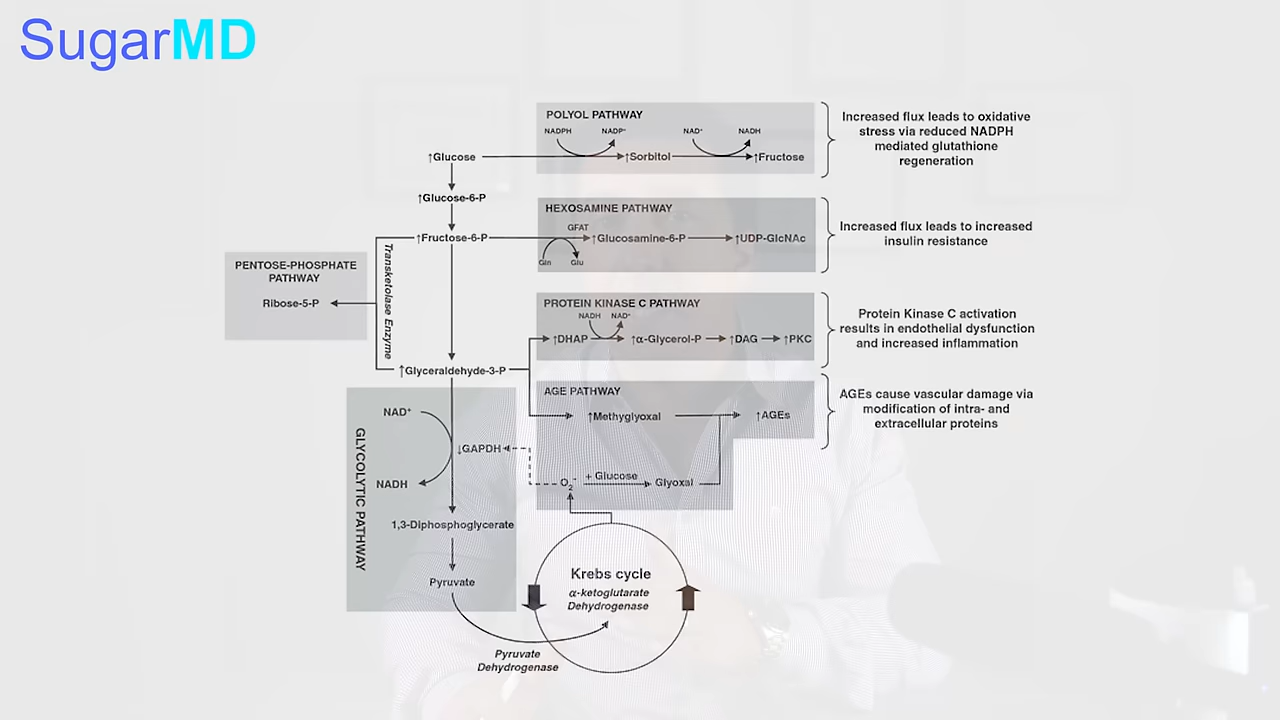 SugarMD
POLYOL PATHWAY
NADPH NADP⁺ NAD⁺ NADH
↑Glucose ↑Sorbitol ↑Fructose
Increased flux leads to oxidative
stress via reduced NADPH
mediated glutathione
regeneration
↑Glucose-6-P
HEXOSAMINE PATHWAY
GFAT
↑Fructose-6-P ↑Glucosamine-6-P ↑UDP-GlcNAc
Gln Glu
Increased flux leads to increased
insulin resistance
Transketolase Enzyme
PENTOSE-PHOSPHATE
PATHWAY
Ribose-5-P
PROTEIN KINASE C PATHWAY
NADH NAD⁺
↑DHAP ↑α-Glycerol-P ↑DAG ↑PKC
Protein Kinase C activation
results in endothelial dysfunction
and increased inflammation
↑Glyceraldehyde-3-P
AGE PATHWAY
↑Methyglyoxal ↑AGEs
AGEs cause vascular damage via
modification of intra- and
extracellular proteins
GLYCOLYTIC PATHWAY
NAD⁺
↓GAPDH
NADH
O₂⁻ + Glucose Glyoxal
1,3-Diphosphoglycerate
Pyruvate
Krebs cycle
α-ketoglutarate
Dehydrogenase
Pyruvate
Dehydrogenase